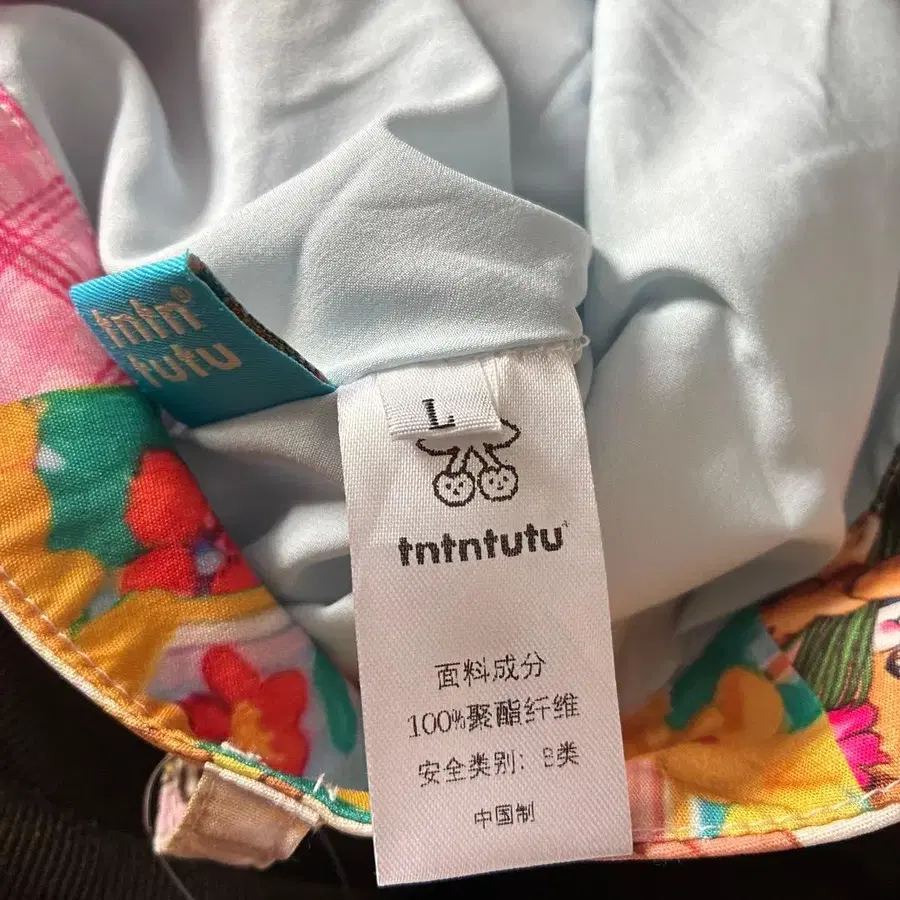 tntn®
tutu
L
tntntutu
面料成分
100%聚酯纤维
安全类别：B类
中国制